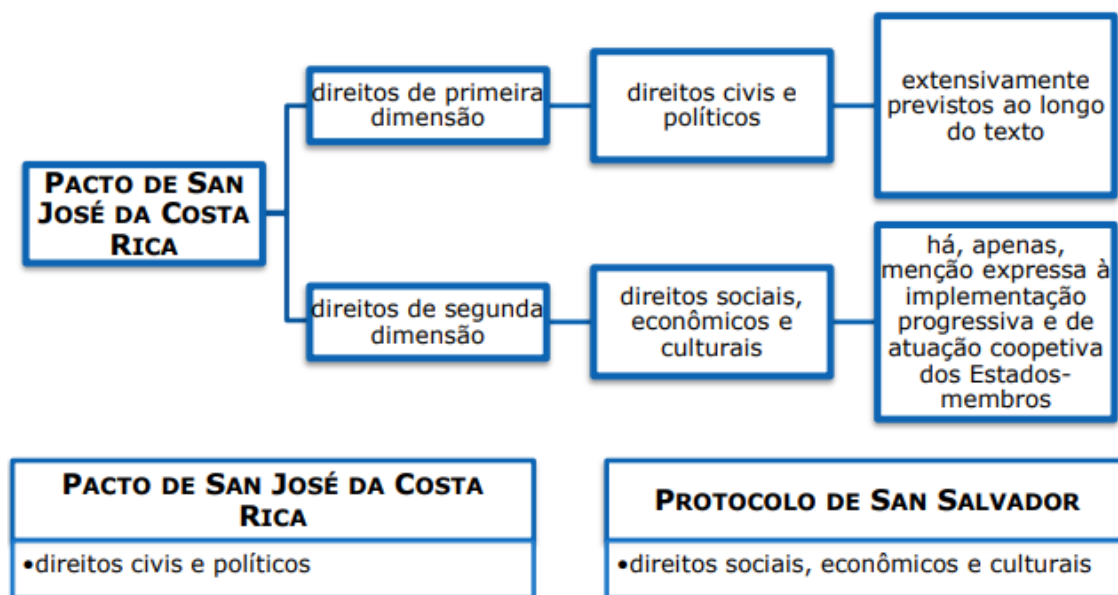 PACTO DE SAN
JOSÉ DA COSTA
RICA
direitos de primeira
dimensão
direitos civis e
políticos
extensivamente
previstos ao longo
do texto
direitos de segunda
dimensão
direitos sociais,
econômicos e
culturais
há, apenas,
menção expressa à
implementação
progressiva e de
atuação coopetiva
dos Estados-
membros
PACTO DE SAN JOSÉ DA COSTA
RICA
•direitos civis e políticos
PROTOCOLO DE SAN SALVADOR
•direitos sociais, econômicos e culturais